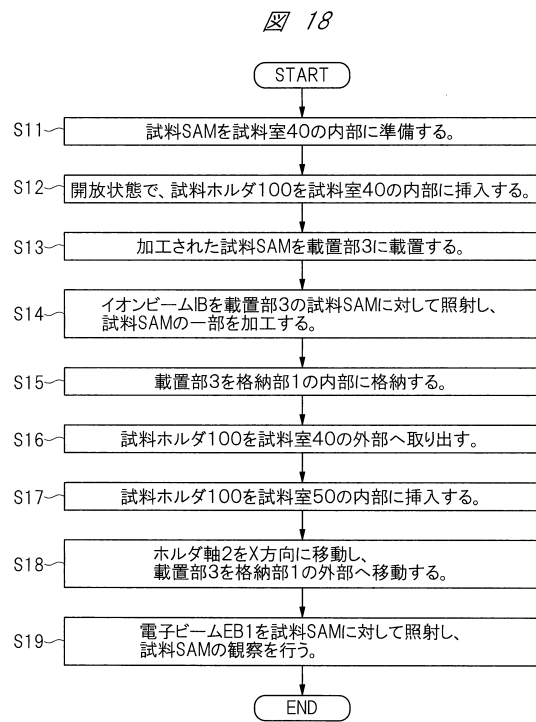 図 18
START
S11 試料SAMを試料室40の内部に準備する。
S12 開放状態で、試料ホルダ100を試料室40の内部に挿入する。
S13 加工された試料SAMを載置部3に載置する。
S14 イオンビームIBを載置部3の試料SAMに対して照射し、
試料SAMの一部を加工する。
S15 載置部3を格納部1の内部に格納する。
S16 試料ホルダ100を試料室40の外部へ取り出す。
S17 試料ホルダ100を試料室50の内部に挿入する。
S18 ホルダ軸2をX方向に移動し、
載置部3を格納部1の外部へ移動する。
S19 電子ビームEB1を試料SAMに対して照射し、
試料SAMの観察を行う。
END